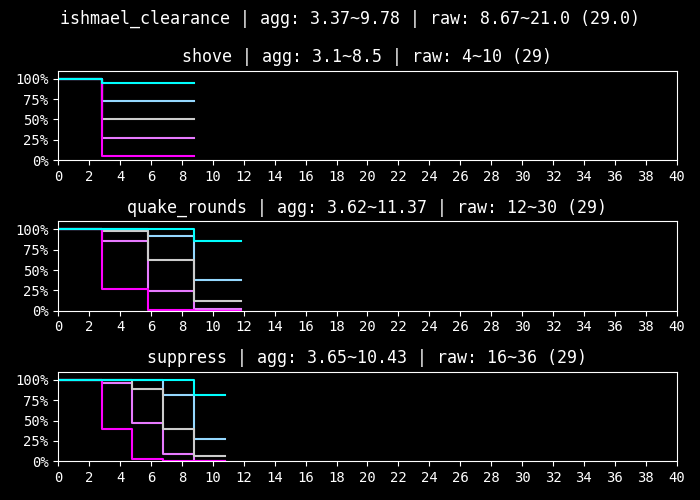 ishmael_clearance | agg: 3.37~9.78 | raw: 8.67~21.0 (29.0)
shove | agg: 3.1~8.5 | raw: 4~10 (29)
100%
75%
50%
25%
0%
0 2 4 6 8 10 12 14 16 18 20 22 24 26 28 30 32 34 36 38 40
quake_rounds | agg: 3.62~11.37 | raw: 12~30 (29)
100%
75%
50%
25%
0%
0 2 4 6 8 10 12 14 16 18 20 22 24 26 28 30 32 34 36 38 40
suppress | agg: 3.65~10.43 | raw: 16~36 (29)
100%
75%
50%
25%
0%
0 2 4 6 8 10 12 14 16 18 20 22 24 26 28 30 32 34 36 38 40